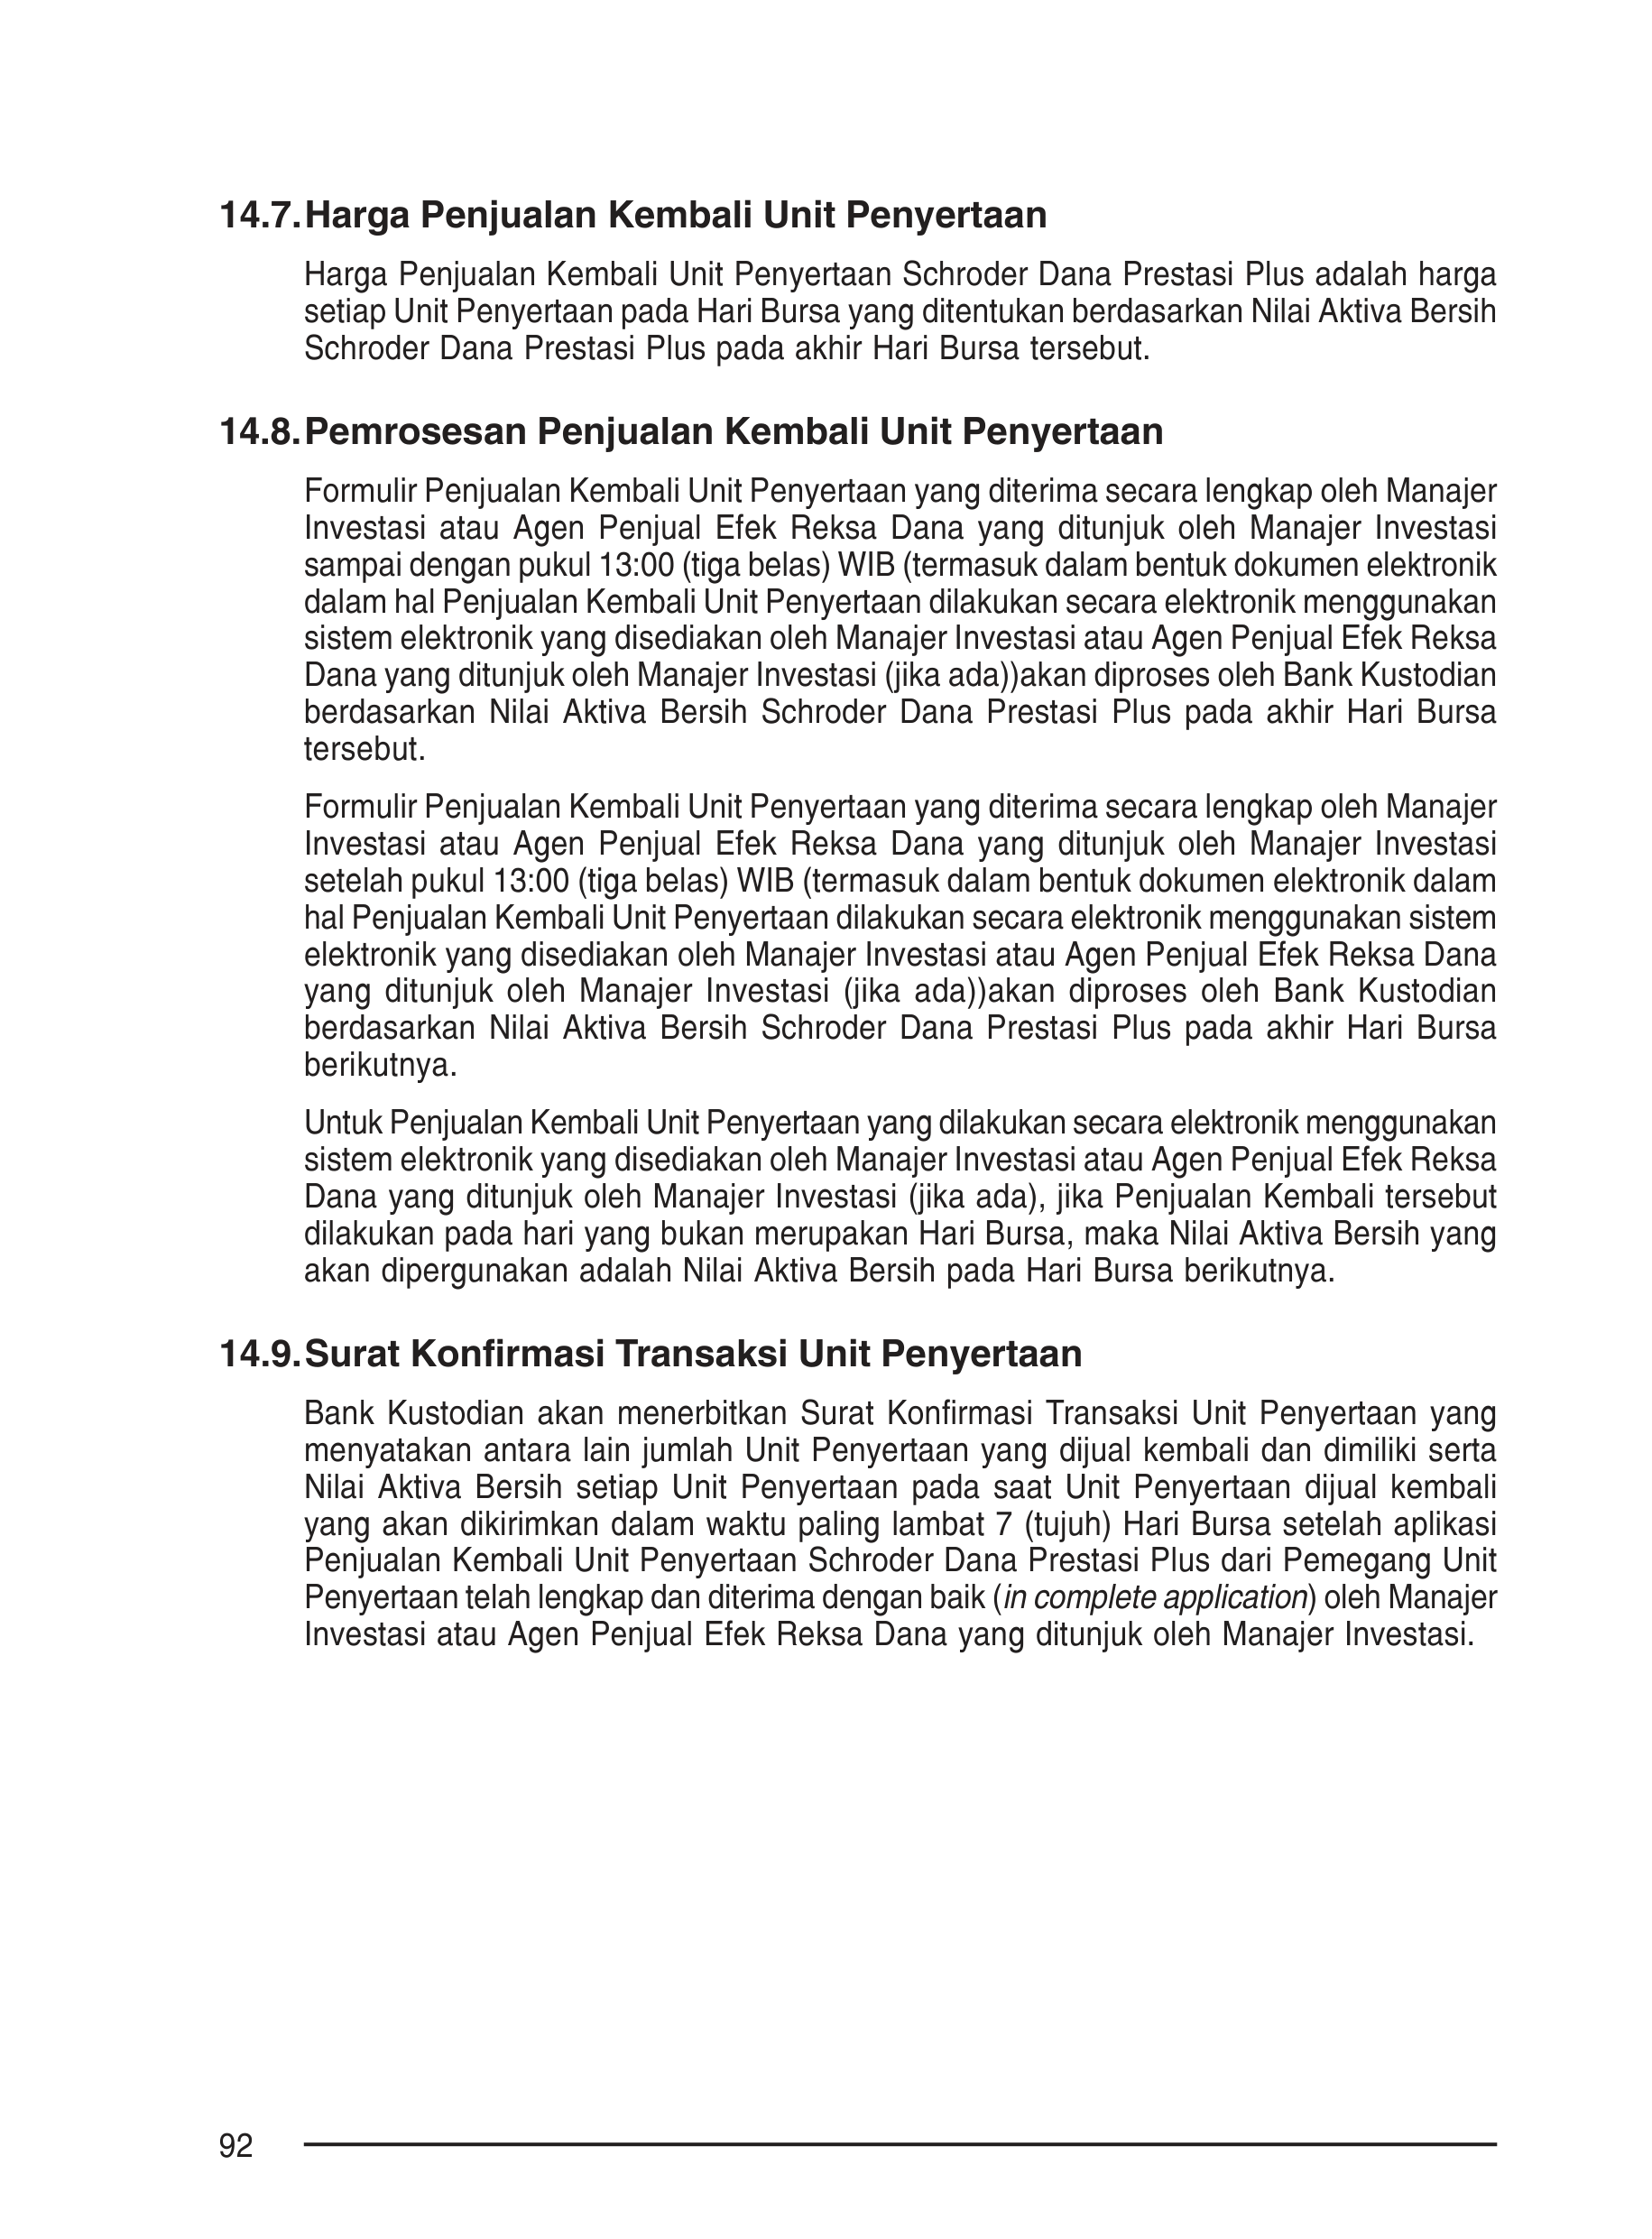 14.7. Harga Penjualan Kembali Unit Penyertaan
Harga Penjualan Kembali Unit Penyertaan Schroder Dana Prestasi Plus adalah harga
setiap Unit Penyertaan pada Hari Bursa yang ditentukan berdasarkan Nilai Aktiva Bersih
Schroder Dana Prestasi Plus pada akhir Hari Bursa tersebut.
14.8. Pemrosesan Penjualan Kembali Unit Penyertaan
Formulir Penjualan Kembali Unit Penyertaan yang diterima secara lengkap oleh Manajer
Investasi atau Agen Penjual Efek Reksa Dana yang ditunjuk oleh Manajer Investasi
sampai dengan pukul 13:00 (tiga belas) WIB (termasuk dalam bentuk dokumen elektronik
dalam hal Penjualan Kembali Unit Penyertaan dilakukan secara elektronik menggunakan
sistem elektronik yang disediakan oleh Manajer Investasi atau Agen Penjual Efek Reksa
Dana yang ditunjuk oleh Manajer Investasi (jika ada))akan diproses oleh Bank Kustodian
berdasarkan Nilai Aktiva Bersih Schroder Dana Prestasi Plus pada akhir Hari Bursa
tersebut.
Formulir Penjualan Kembali Unit Penyertaan yang diterima secara lengkap oleh Manajer
Investasi atau Agen Penjual Efek Reksa Dana yang ditunjuk oleh Manajer Investasi
setelah pukul 13:00 (tiga belas) WIB (termasuk dalam bentuk dokumen elektronik dalam
hal Penjualan Kembali Unit Penyertaan dilakukan secara elektronik menggunakan sistem
elektronik yang disediakan oleh Manajer Investasi atau Agen Penjual Efek Reksa Dana
yang ditunjuk oleh Manajer Investasi (jika ada))akan diproses oleh Bank Kustodian
berdasarkan Nilai Aktiva Bersih Schroder Dana Prestasi Plus pada akhir Hari Bursa
berikutnya.
Untuk Penjualan Kembali Unit Penyertaan yang dilakukan secara elektronik menggunakan
sistem elektronik yang disediakan oleh Manajer Investasi atau Agen Penjual Efek Reksa
Dana yang ditunjuk oleh Manajer Investasi (jika ada), jika Penjualan Kembali tersebut
dilakukan pada hari yang bukan merupakan Hari Bursa, maka Nilai Aktiva Bersih yang
akan dipergunakan adalah Nilai Aktiva Bersih pada Hari Bursa berikutnya.
14.9. Surat Konfirmasi Transaksi Unit Penyertaan
Bank Kustodian akan menerbitkan Surat Konfirmasi Transaksi Unit Penyertaan yang
menyatakan antara lain jumlah Unit Penyertaan yang dijual kembali dan dimiliki serta
Nilai Aktiva Bersih setiap Unit Penyertaan pada saat Unit Penyertaan dijual kembali
yang akan dikirimkan dalam waktu paling lambat 7 (tujuh) Hari Bursa setelah aplikasi
Penjualan Kembali Unit Penyertaan Schroder Dana Prestasi Plus dari Pemegang Unit
Penyertaan telah lengkap dan diterima dengan baik (in complete application) oleh Manajer
Investasi atau Agen Penjual Efek Reksa Dana yang ditunjuk oleh Manajer Investasi.
92